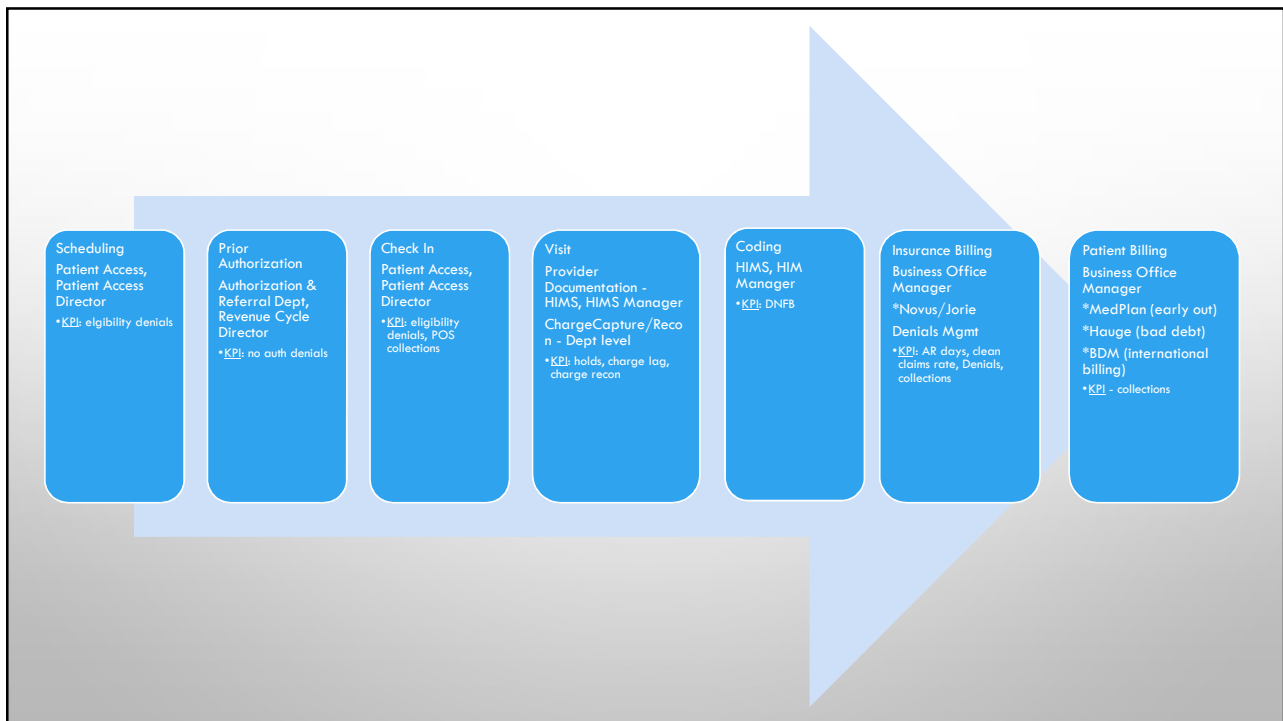 Scheduling
Patient Access,
Patient Access
Director
•KPI: elgibility denials
Prior
Authorization
Authorization &
Referral Dept,
Revenue Cycle
Director
•KPI: no auth denials
Check In
Patient Access,
Patient Access
Director
•KPI: eligibility
denials, POS
collections
Visit
Provider
Documentation -
HIMS, HIMS Manager
ChargeCapture/Reco
n - Dept level
•KPI: holds, charge lag,
charge recon
Coding
HIMS, HIM
Manager
•KPI: DNFB
Insurance Billing
Business Office
Manager
*Novus/Jorie
Denials Mgmt
•KPI: AR days, clean
claims rate, Denials,
collections
Patient Billing
Business Office
Manager
*MedPlan (early out)
*Hauge (bad debt)
*BDM (international
billing)
•KPI - collections